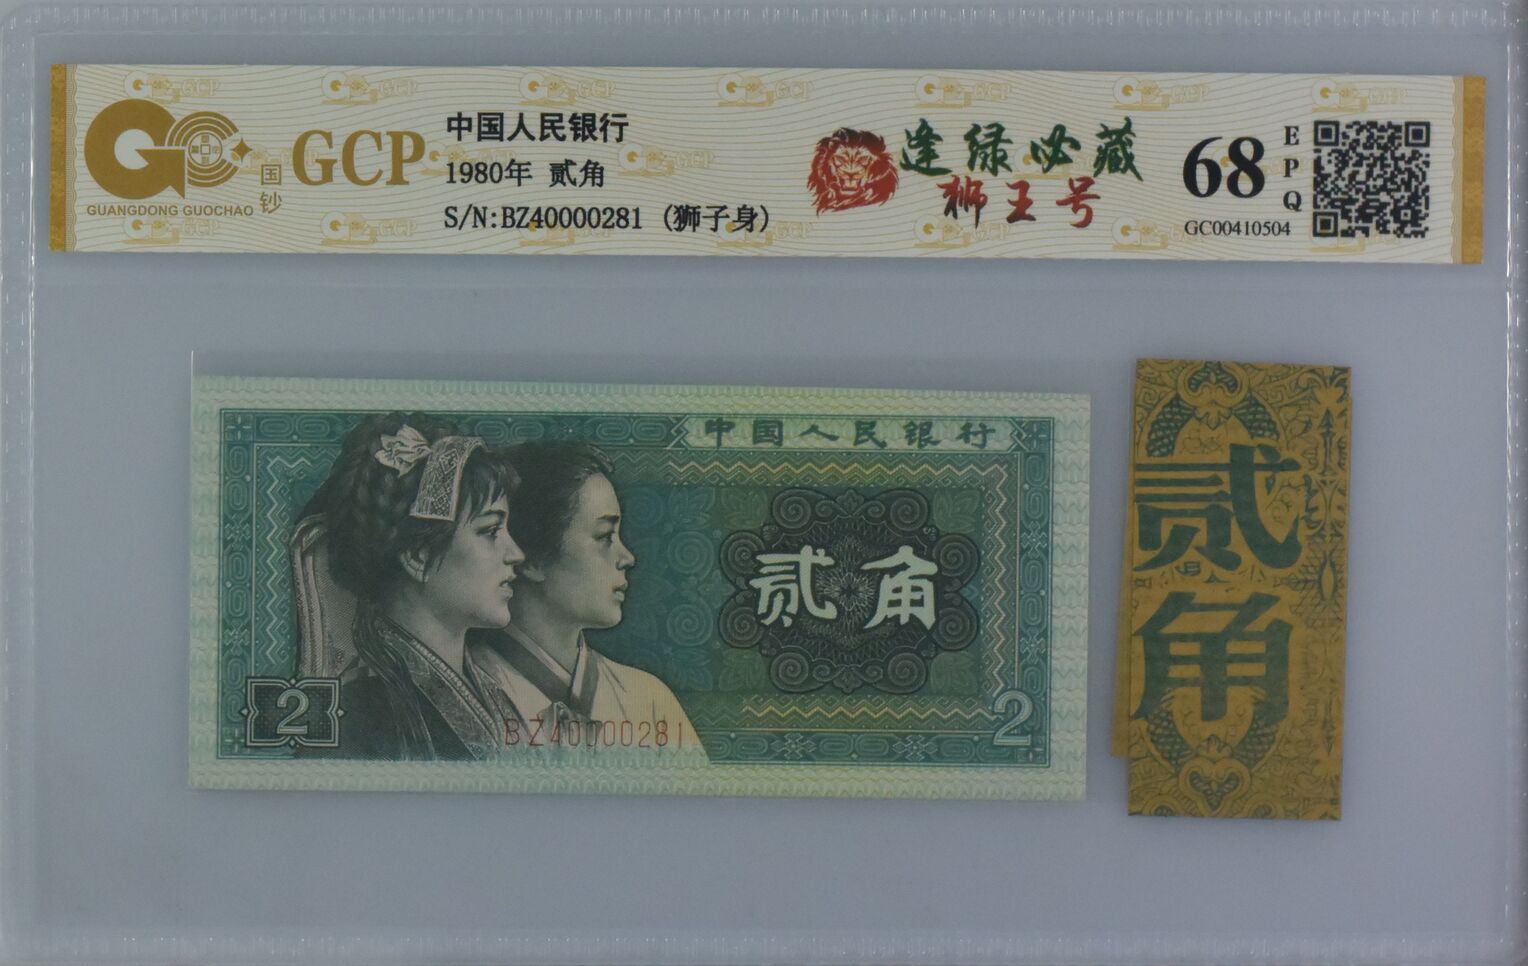 GCP
国钞
GUANGDONG GUOCHAO
中国人民银行
1980年 贰角
S/N:BZ40000281 (狮子身)
逢绿必藏
狮王号
68
EPQ
GC00410504
中国人民银行
贰角
2
BZ40000281
2
贰角